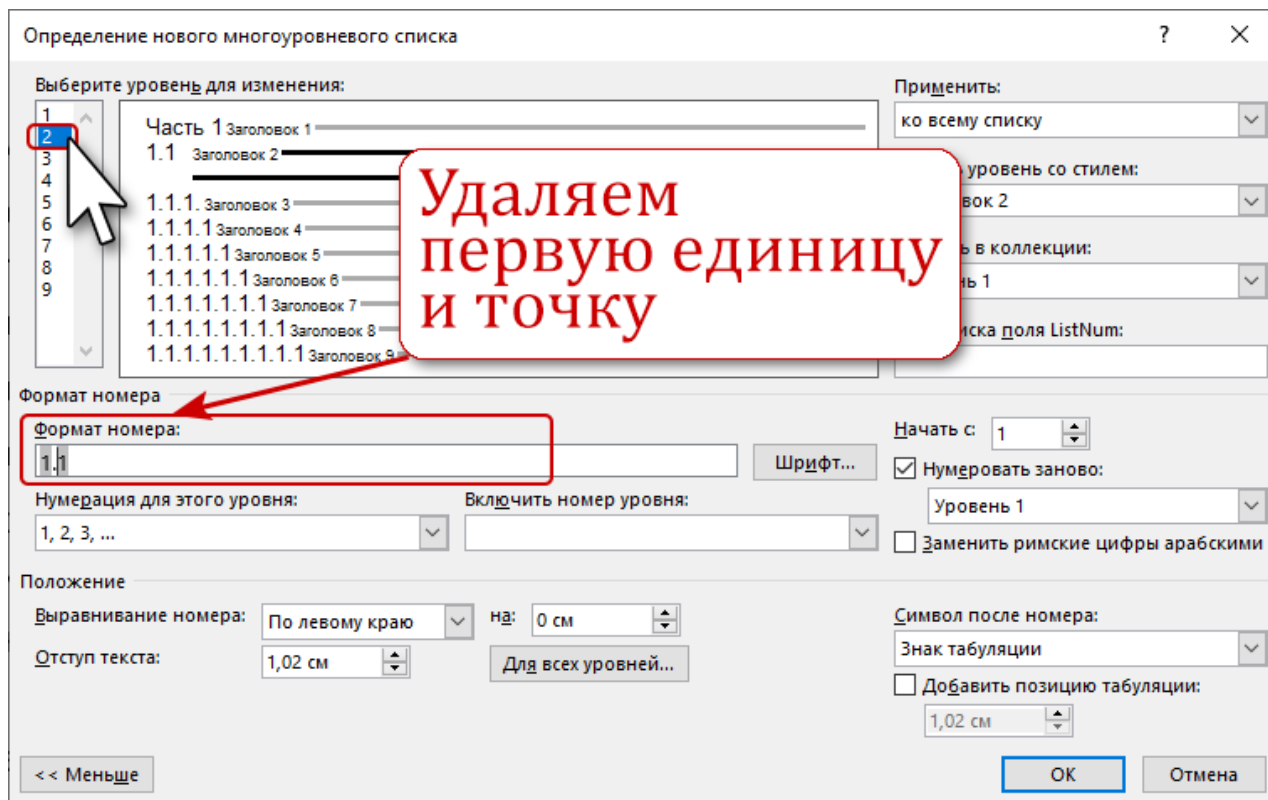 Определение нового многоуровневого списка ? ×
Выберите уровень для изменения:
Применить:
1
2
3
4
5
6
7
8
9
Часть 1 Заголовок 1
1.1 Заголовок 2
1.1.1. Заголовок 3
1.1.1.1 Заголовок 4
1.1.1.1.1 Заголовок 5
1.1.1.1.1.1 Заголовок 6
1.1.1.1.1.1.1 Заголовок 7
1.1.1.1.1.1.1.1 Заголовок 8
1.1.1.1.1.1.1.1.1 Заголовок 9
Удаляем
первую единицу
и точку
ко всему списку
уровень со стилем:
2
в коллекции:
1
поля ListNum:
Формат номера
Формат номера:
1.1
Шрифт...
Начать с: 1
Нумеровать заново:
Уровень 1
Заменить римские цифры арабскими
Нумерация для этого уровня:
1, 2, 3, ...
Включить номер уровня:
Положение
Выравнивание номера: По левому краю на: 0 см
Отступ текста: 1,02 см Для всех уровней...
Символ после номера:
Знак табуляции
Добавить позицию табуляции:
1,02 см
<< Меньше
ОК
Отмена